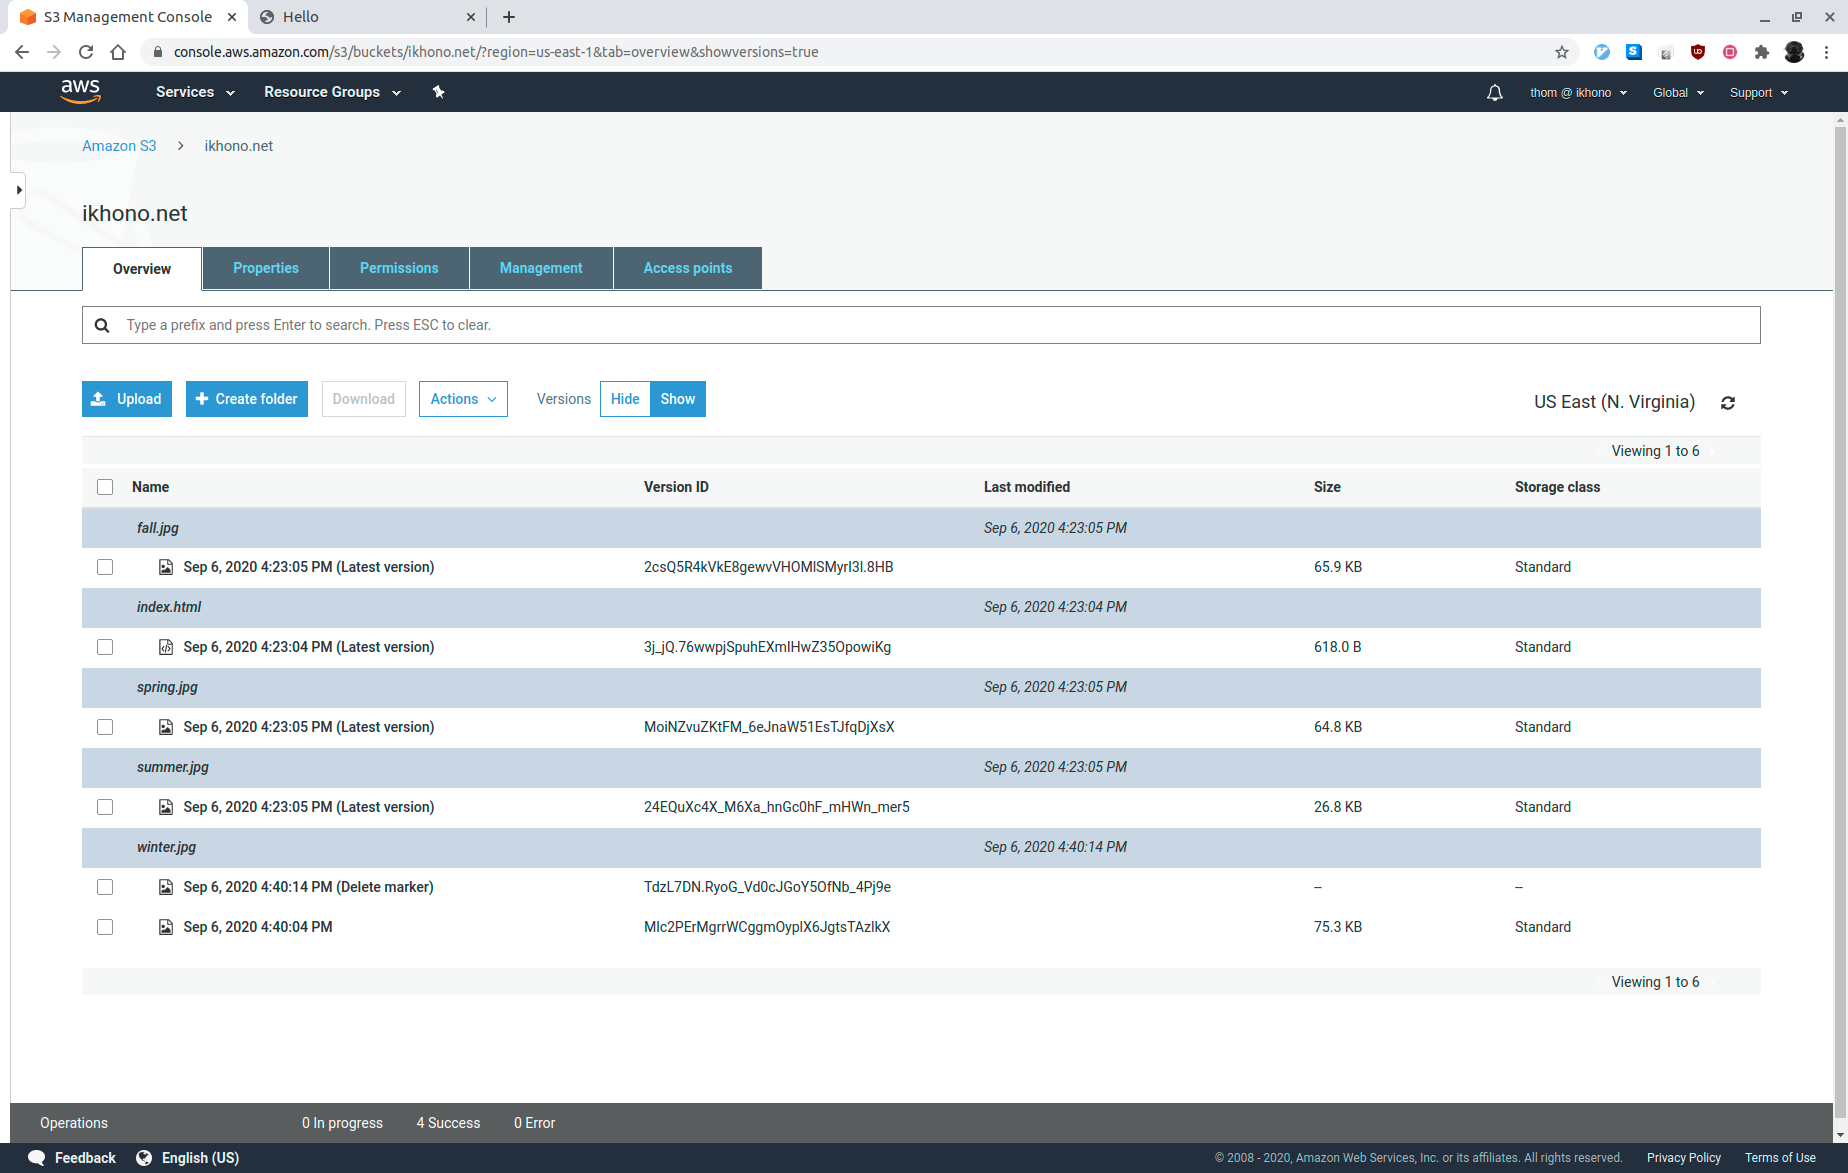 S3 Management Console
Hello
console.aws.amazon.com/s3/buckets/ikhono.net/?region=us-east-1&tab=overview&showversions=true
aws Services Resource Groups thom @ ikhono Global Support
Amazon S3 > ikhono.net
ikhono.net
Overview Properties Permissions Management Access points
Type a prefix and press Enter to search. Press ESC to clear.
Upload Create folder Download Actions Versions Hide Show US East (N. Virginia)
Viewing 1 to 6
Name Version ID Last modified Size Storage class
fall.jpg Sep 6, 2020 4:23:05 PM
Sep 6, 2020 4:23:05 PM (Latest version) 2csQ5R4kVkE8gewvVHOMlSMyrI3l.8HB 65.9 KB Standard
index.html Sep 6, 2020 4:23:04 PM
Sep 6, 2020 4:23:04 PM (Latest version) 3j_jQ.76wwpjSpuhEXmIHwZ35OpowiKg 618.0 B Standard
spring.jpg Sep 6, 2020 4:23:05 PM
Sep 6, 2020 4:23:05 PM (Latest version) MoiNZvuZKtFM_6eJnaW51EsTJfqDjXsX 64.8 KB Standard
summer.jpg Sep 6, 2020 4:23:05 PM
Sep 6, 2020 4:23:05 PM (Latest version) 24EQuXc4X_M6Xa_hnGc0hF_mHWn_mer5 26.8 KB Standard
winter.jpg Sep 6, 2020 4:40:14 PM
Sep 6, 2020 4:40:14 PM (Delete marker) TdzL7DN.RyoG_Vd0cJGoY5OfNb_4Pj9e -- --
Sep 6, 2020 4:40:04 PM MIc2PErMgrrWCggmOyplX6JgtsTAzIkX 75.3 KB Standard
Viewing 1 to 6
Operations 0 In progress 4 Success 0 Error
Feedback English (US) © 2008 - 2020, Amazon Web Services, Inc. or its affiliates. All rights reserved. Privacy Policy Terms of Use